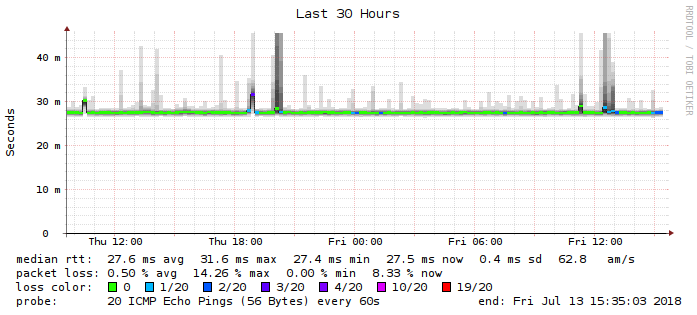 Last 30 Hours
RRDTOOL / TOBI OETIKER
Seconds
40 m
30 m
20 m
10 m
0
Thu 12:00 Thu 18:00 Fri 00:00 Fri 06:00 Fri 12:00
median rtt: 27.6 ms avg 31.6 ms max 27.4 ms min 27.5 ms now 0.4 ms sd 62.8 am/s
packet loss: 0.50 % avg 14.26 % max 0.00 % min 8.33 % now
loss color: 0 1/20 2/20 3/20 4/20 10/20 19/20
probe: 20 ICMP Echo Pings (56 Bytes) every 60s end: Fri Jul 13 15:35:03 2018